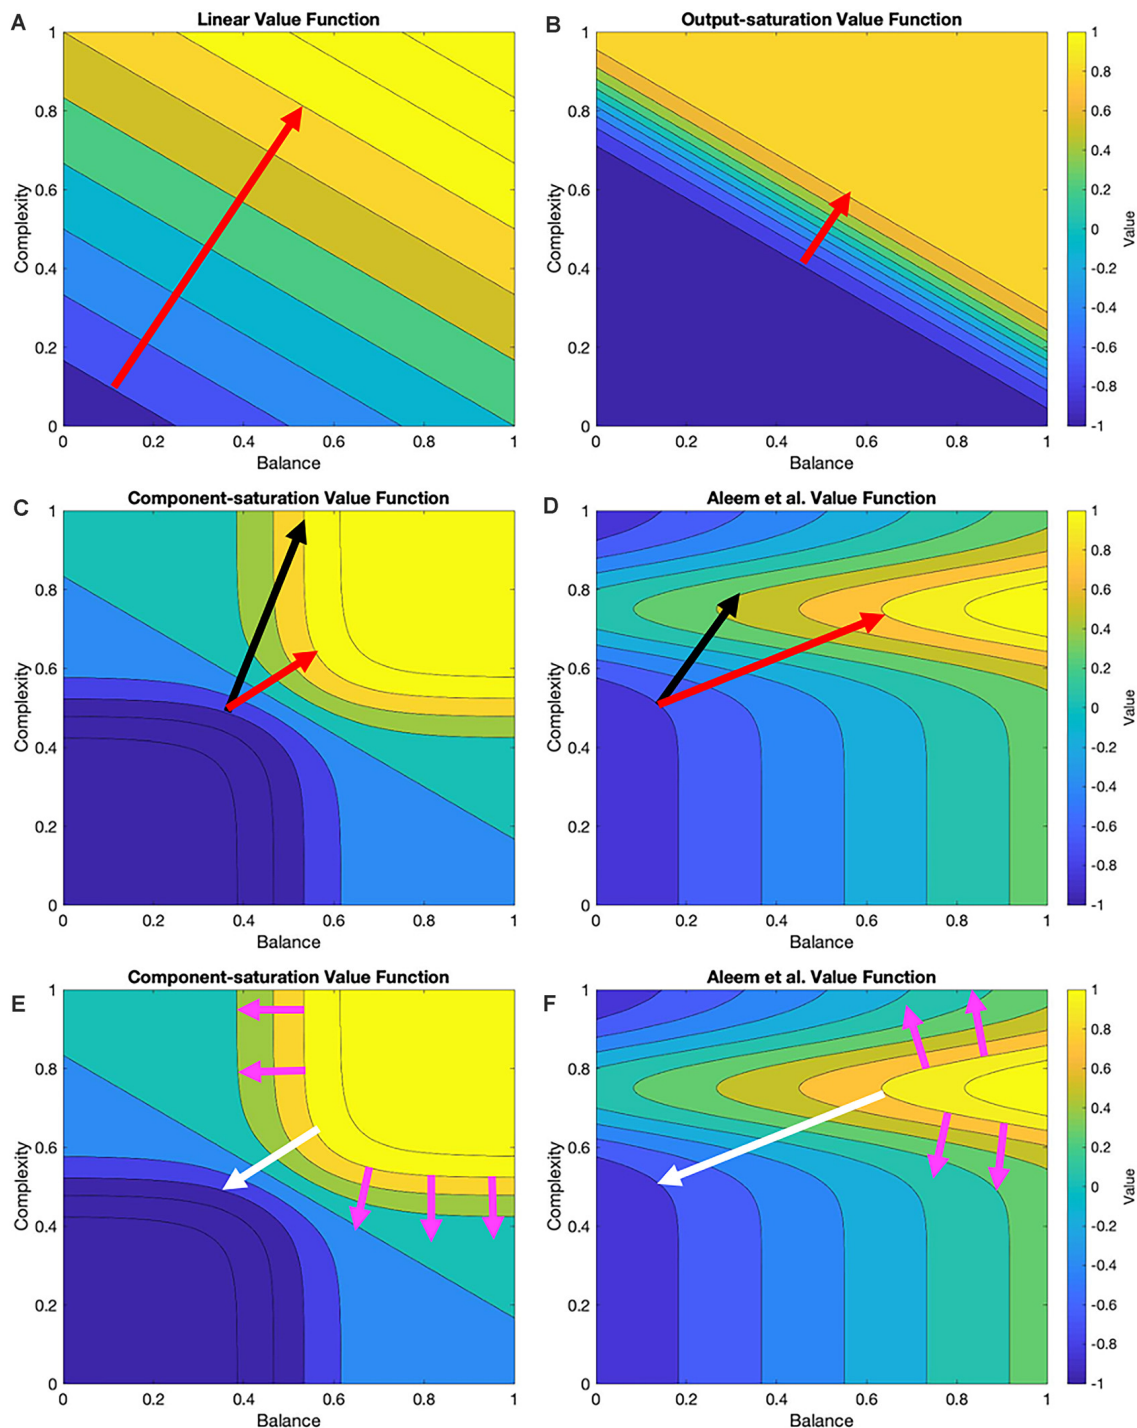 A
Linear Value Function
1
0.8
0.6
0.4
0.2
0
Complexity
0 0.2 0.4 0.6 0.8 1
Balance
B
Output-saturation Value Function
1
0.8
0.6
0.4
0.2
0
Complexity
0 0.2 0.4 0.6 0.8 1
Balance
1
0.8
0.6
0.4
0.2
0
-0.2
-0.4
-0.6
-0.8
-1
Value
C
Component-saturation Value Function
1
0.8
0.6
0.4
0.2
0
Complexity
0 0.2 0.4 0.6 0.8 1
Balance
D
Aleem et al. Value Function
1
0.8
0.6
0.4
0.2
0
Complexity
0 0.2 0.4 0.6 0.8 1
Balance
1
0.8
0.6
0.4
0.2
0
-0.2
-0.4
-0.6
-0.8
-1
Value
E
Component-saturation Value Function
1
0.8
0.6
0.4
0.2
0
Complexity
0 0.2 0.4 0.6 0.8 1
Balance
F
Aleem et al. Value Function
1
0.8
0.6
0.4
0.2
0
Complexity
0 0.2 0.4 0.6 0.8 1
Balance
1
0.8
0.6
0.4
0.2
0
-0.2
-0.4
-0.6
-0.8
-1
Value